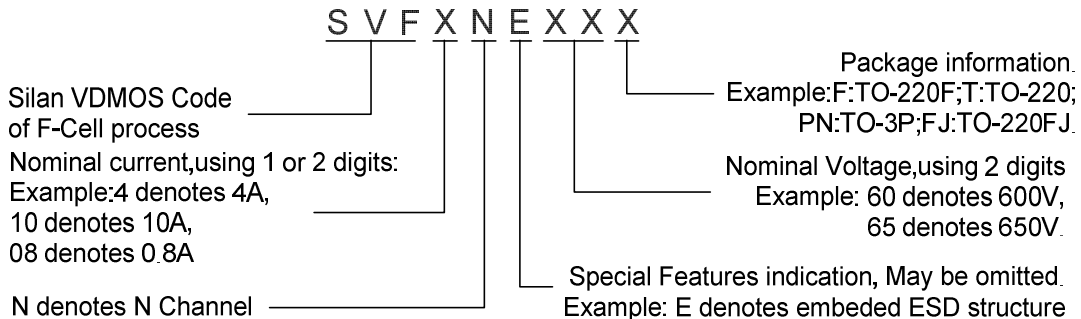 S V F X N E X X X
Silan VDMOS Code
of F-Cell process
Nominal current,using 1 or 2 digits:
Example:4 denotes 4A,
10 denotes 10A,
08 denotes 0.8A
N denotes N Channel
Package information.
Example:F:TO-220F;T:TO-220;
PN:TO-3P;FJ:TO-220FJ.
Nominal Voltage,using 2 digits
Example: 60 denotes 600V,
65 denotes 650V.
Special Features indication, May be omitted.
Example: E denotes embeded ESD structure